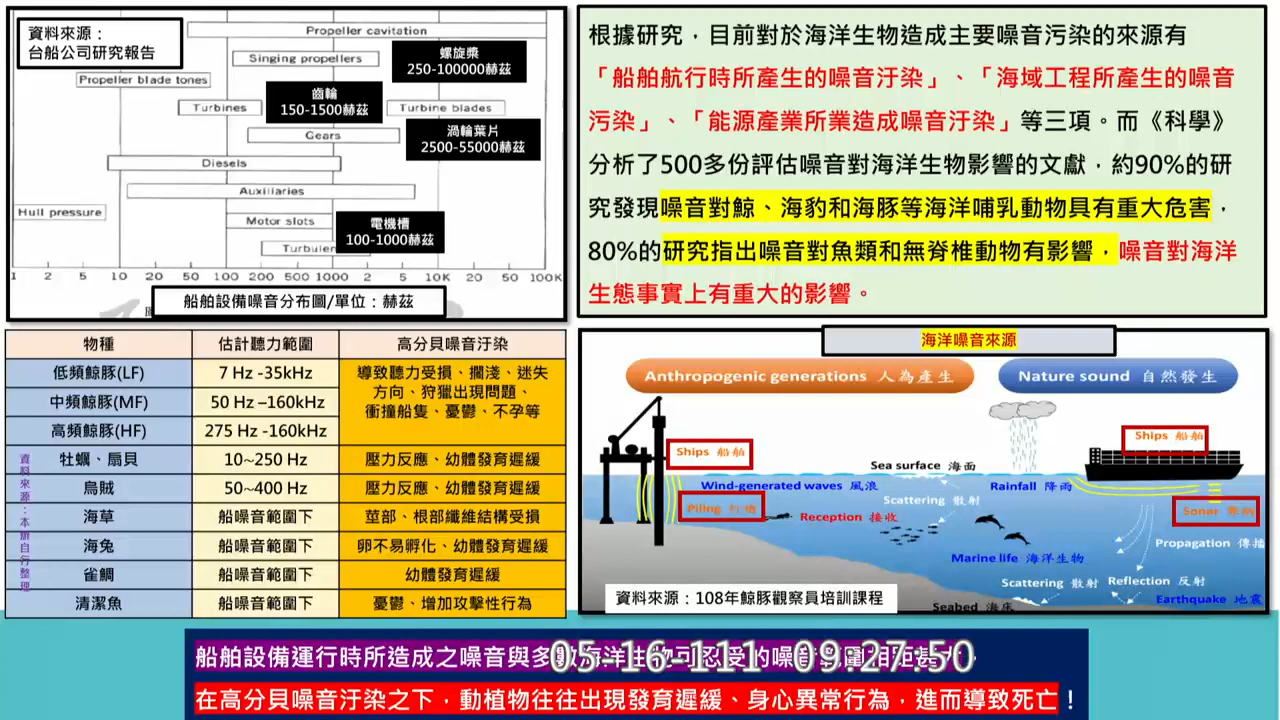 資料來源：
台船公司研究報告
Propeller cavitation
Singing propellers
螺旋槳
250-100000赫茲
Propeller blade tones
齒輪
150-1500赫茲
Turbines
Turbine blades
Gears
渦輪葉片
2500-55000赫茲
Diesels
Auxiliaries
Hull pressure
Motor slots
電機槽
100-1000赫茲
1 2 5 10 20 50 100 200 500 1000 2 5 10K 20 50 100K
船舶設備噪音分布圖/單位：赫茲
根據研究，目前對於海洋生物造成主要噪音污染的來源有
「船舶航行時所產生的噪音汙染」、「海域工程所產生的噪音
污染」、「能源產業所業造成噪音汙染」等三項。而《科學》
分析了500多份評估噪音對海洋生物影響的文獻，約90%的研
究發現噪音對鯨、海豹和海豚等海洋哺乳動物具有重大危害，
80%的研究指出噪音對魚類和無脊椎動物有影響，噪音對海洋
生態事實上有重大的影響。
物種 估計聽力範圍 高分貝噪音汙染
低頻鯨豚(LF) 7 Hz -35kHz 導致聽力受損、擱淺、迷失
方向、狩獵出現問題、
衝撞船隻、憂鬱、不孕等
中頻鯨豚(MF) 50 Hz –160kHz
高頻鯨豚(HF) 275 Hz -160kHz
牡蠣、扇貝 10~250 Hz 壓力反應、幼體發育遲緩
烏賊 50~400 Hz 壓力反應、幼體發育遲緩
海草 船噪音範圍下 莖部、根部纖維結構受損
海兔 船噪音範圍下 卵不易孵化、幼體發育遲緩
雀鯛 船噪音範圍下 幼體發育遲緩
清潔魚 船噪音範圍下 憂鬱、增加攻擊性行為
海洋噪音來源
Anthropogenic generations 人為產生
Nature sound 自然發生
Ships 船舶
Ships 船舶
Sea surface 海面
Wind-generated waves 風浪
Rainfall 降雨
Scattering 散射
Piling
Reception 接收
Sonar
Propagation 傳播
Marine life 海洋生物
Scattering 散射
Reflection 反射
Earthquake 地震
Seabed 海床
資料來源：108年鯨豚觀察員培訓課程
船舶設備運行時所造成之噪音與多數海洋生物可忍受的噪音
05-16-111 09:27:50
在高分貝噪音汙染之下，動植物往往出現發育遲緩、身心異常行為，進而導致死亡！